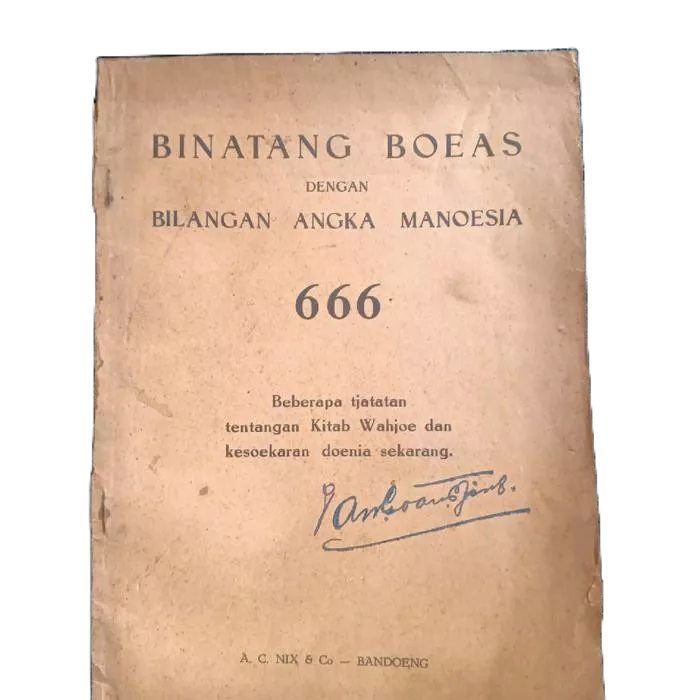 BINATANG BOEAS
DENGAN
BILANGAN ANGKA MANOESIA
666
Beberapa tjatatan
tentangan Kitab Wahjoe dan
kesoekaran doenia sekarang.
A. C. NIX & Co — BANDOENG